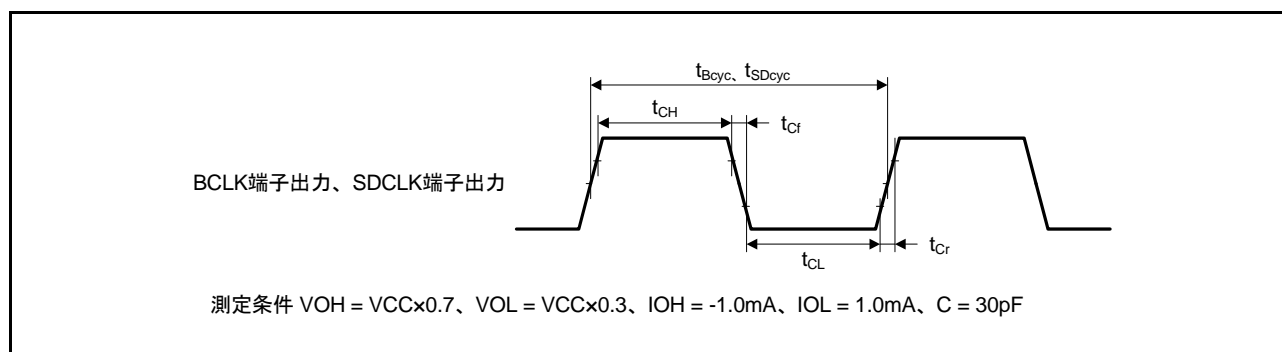 tBcyc、tSDcyc
tCH
tCf
BCLK端子出力、SDCLK端子出力
tCL
tCr
測定条件 VOH = VCC×0.7、VOL = VCC×0.3、IOH = -1.0mA、IOL = 1.0mA、C = 30pF